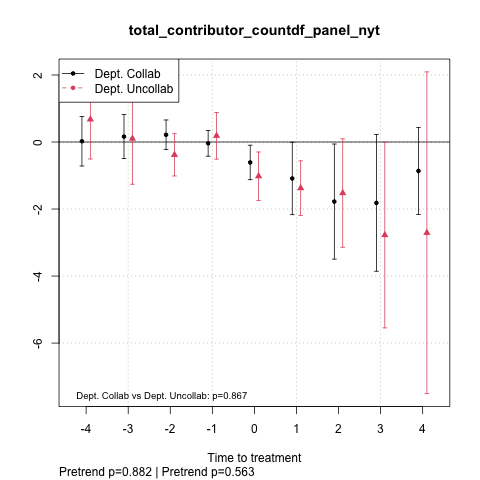 total_contributor_countdf_panel_nyt
Dept. Collab
Dept. Uncollab
2
0
-2
-4
-6
Dept. Collab vs Dept. Uncollab: p=0.867
-4 -3 -2 -1 0 1 2 3 4
Time to treatment
Pretrend p=0.882 | Pretrend p=0.563